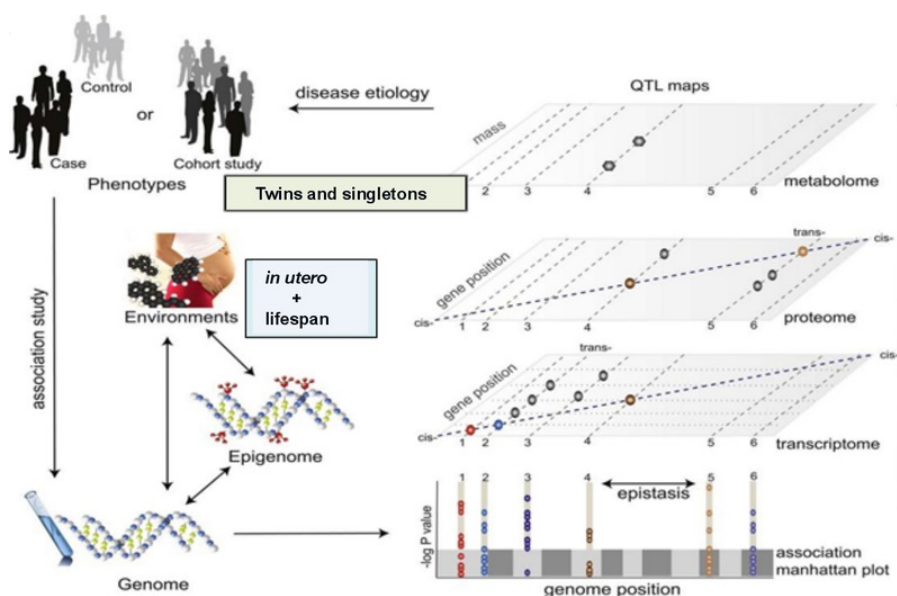 Control
or
Case
Cohort study
Phenotypes
disease etiology
Twins and singletons
association study
Environments
in utero
+
lifespan
Epigenome
Genome
QTL maps
mass
2 3 5 6
metabolome
gene position
trans-
cis-
cis- 1 2 3 4 5 6
proteome
trans-
gene position
cis-
cis- 1 2 3 4 5 6
transcriptome
1 2 3 4 5 6
epistasis
-log P value
association
manhattan plot
genome position